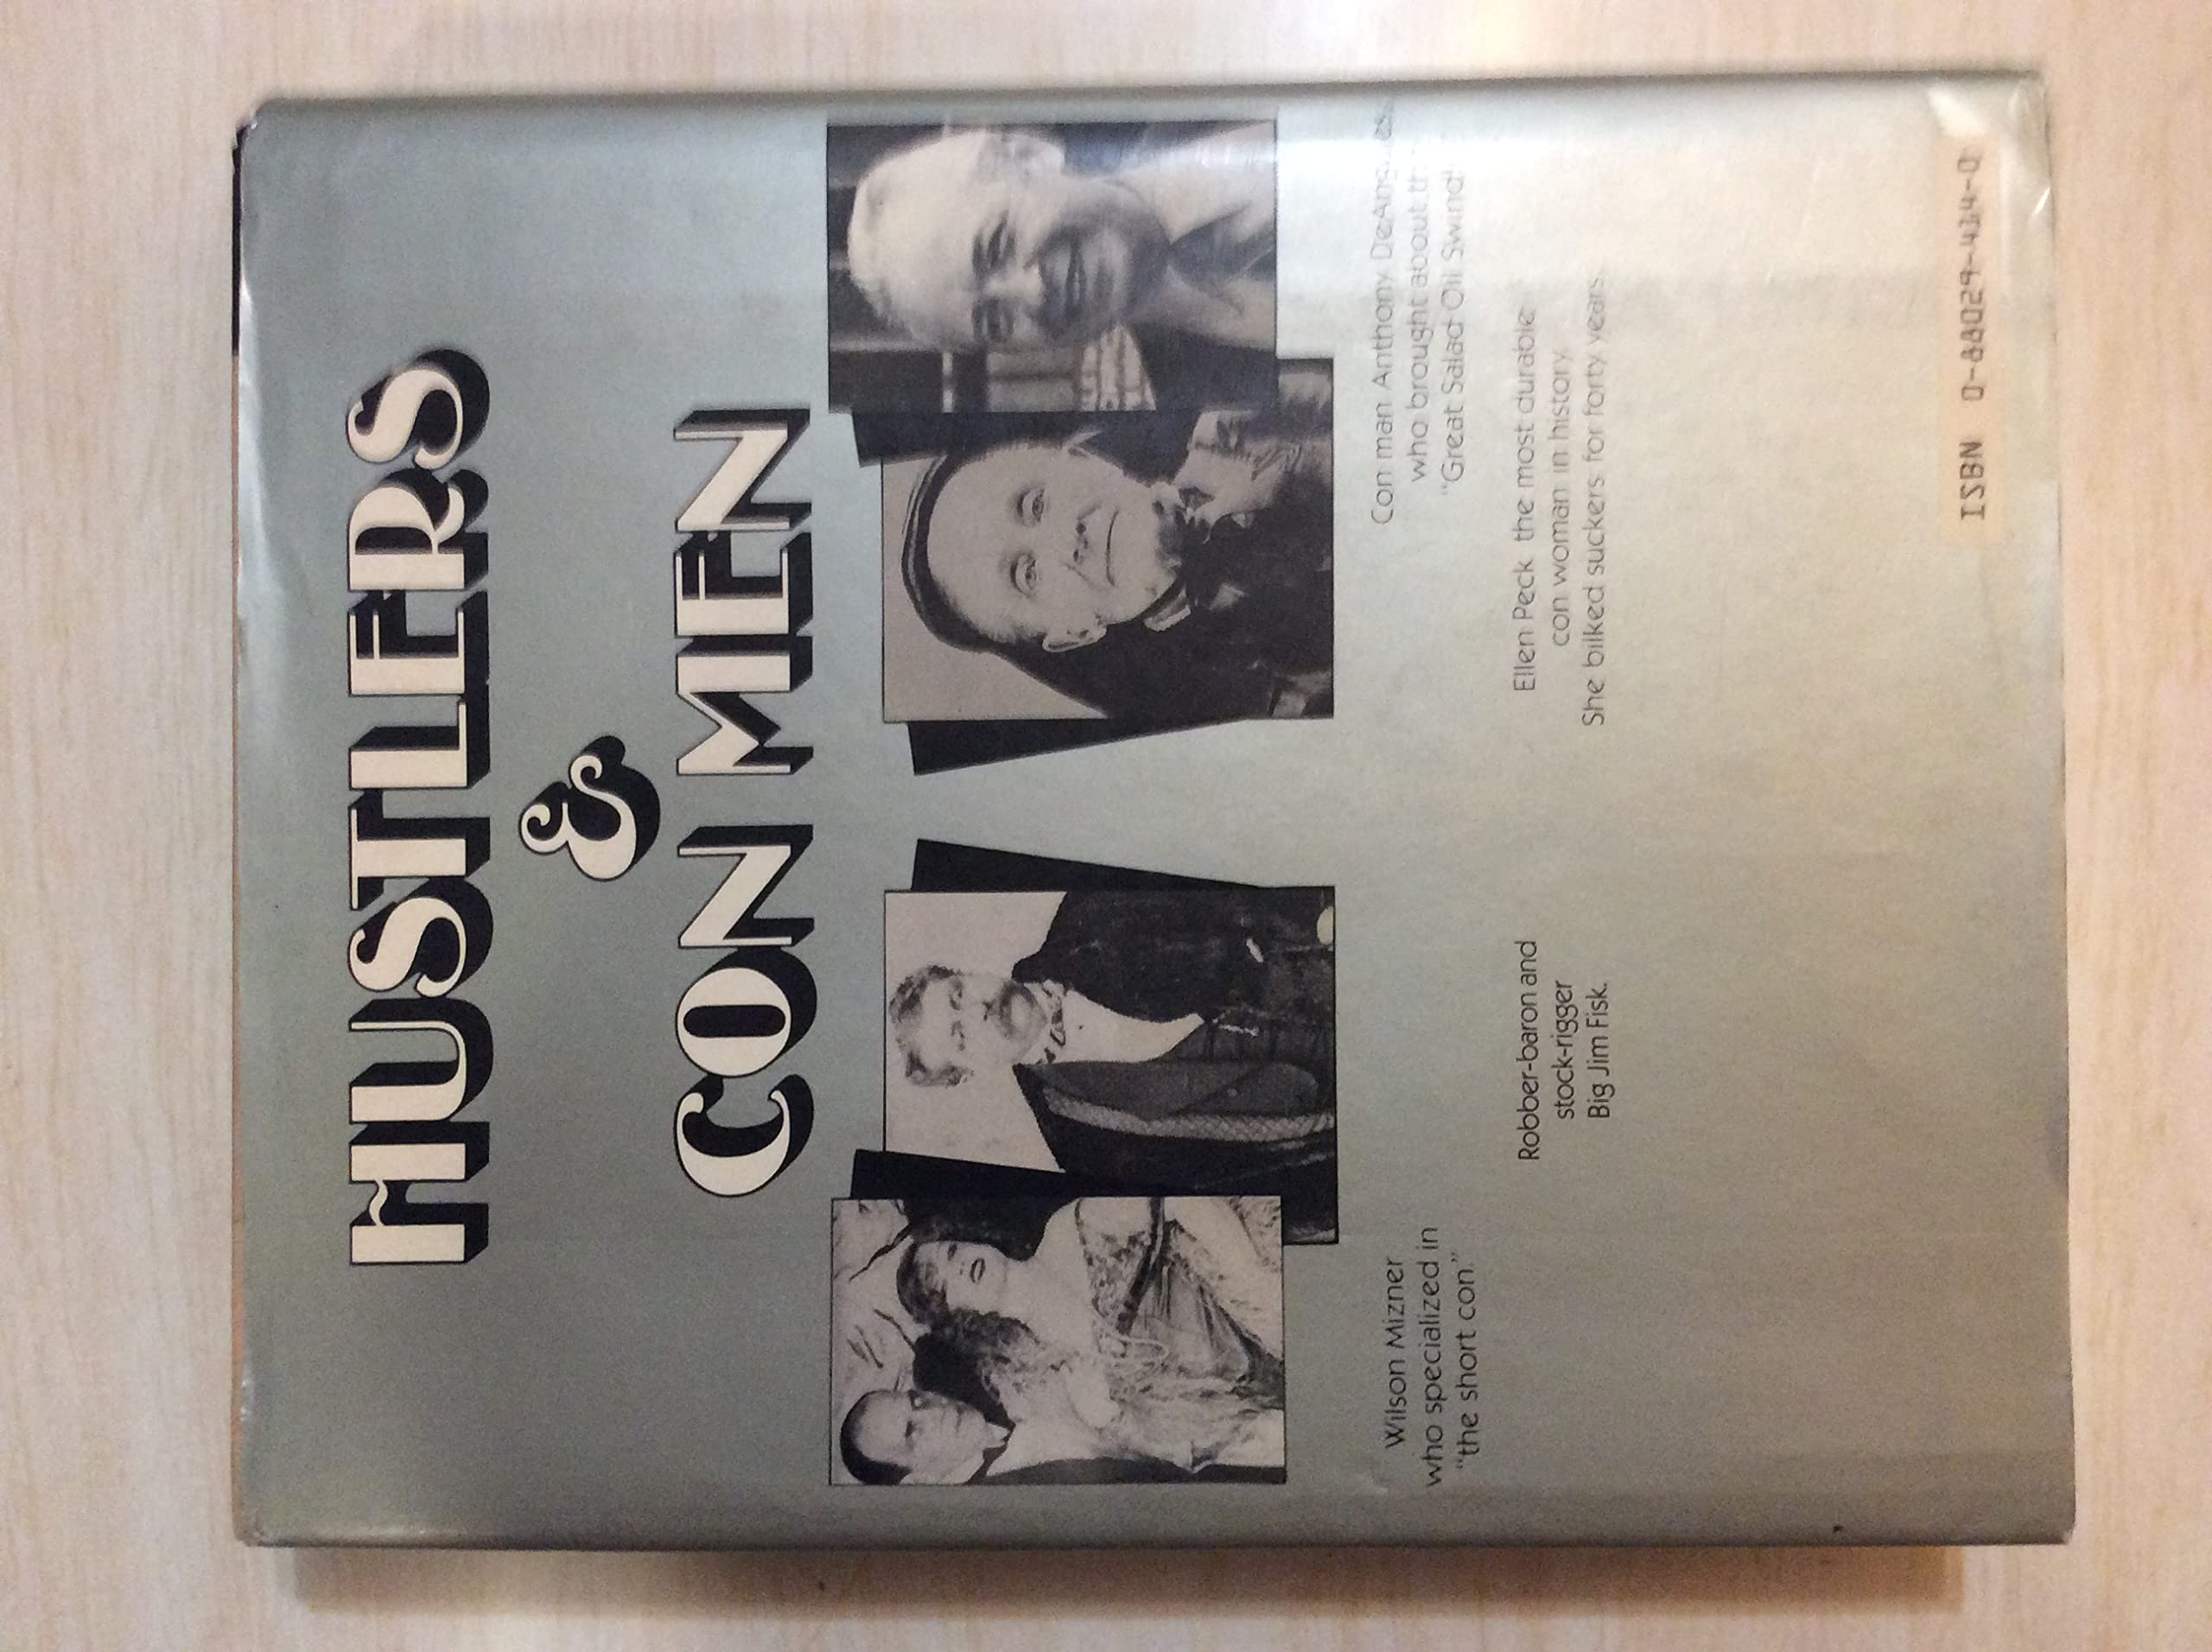 HUSTLERS
&
CON MEN
Wilson Mizner
who specialized in
"the short con."
Robber-baron and
stock-rigger
Big Jim Fisk.
Ellen Peck the most durable
con woman in history.
She bilked suckers for forty years.
Con man Anthony
who brought about
"Great Salad Oil Swindl
ISBN 0-88029-414-0